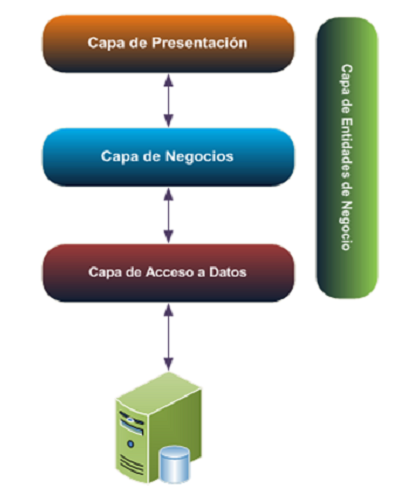 Capa de Presentación
Capa de Negocios
Capa de Acceso a Datos
Capa de Entidades de Negocio